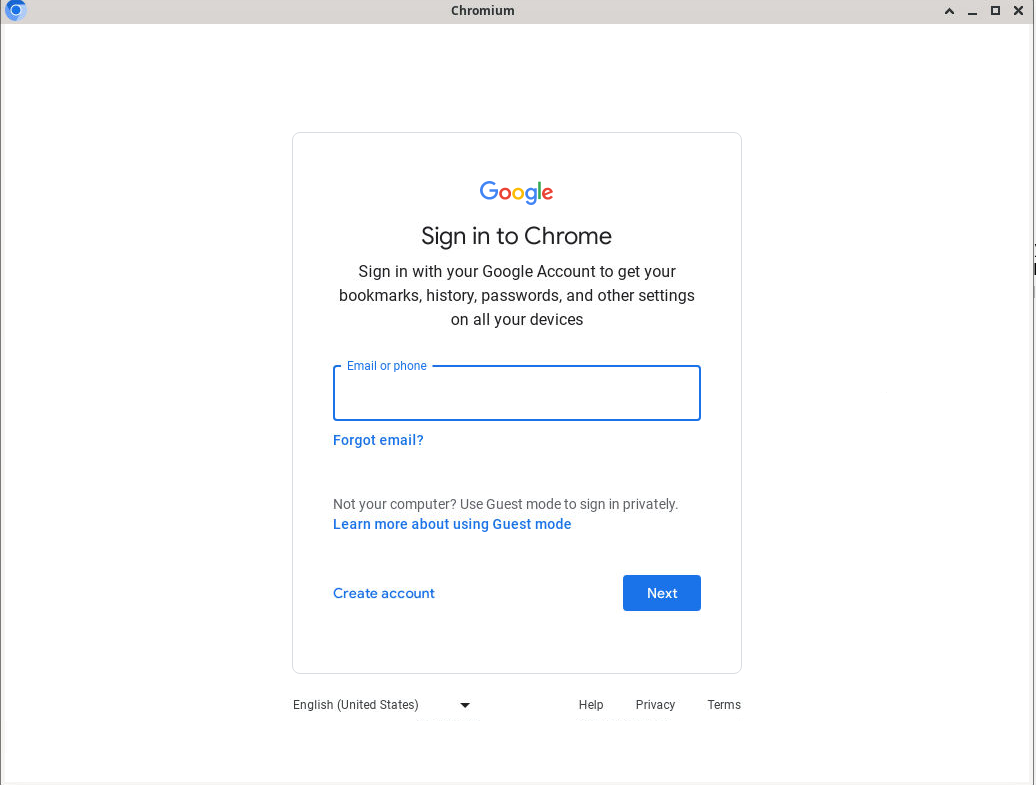 Chromium
Google
Sign in to Chrome
Sign in with your Google Account to get your
bookmarks, history, passwords, and other settings
on all your devices
Email or phone
Forgot email?
Not your computer? Use Guest mode to sign in privately.
Learn more about using Guest mode
Create account
Next
English (United States)
Help
Privacy
Terms